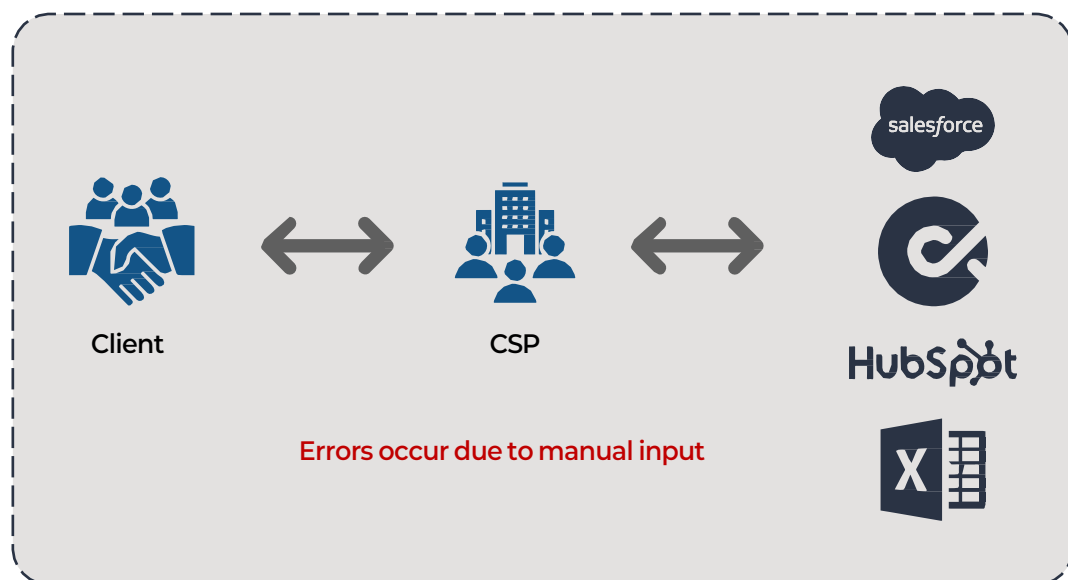 salesforce
Client
CSP
HubSpot
Errors occur due to manual input
X